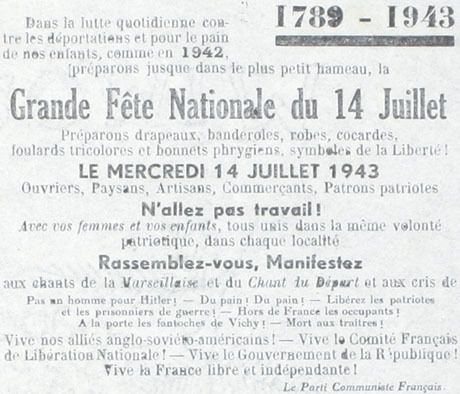 1789 - 1943
Dans la lutte quotidienne con-
tre les déportations et pour le pain
de nos enfants, comme en 1942,
préparons jusque dans le plus petit hameau, la
Grande Fête Nationale du 14 Juillet
Préparons drapeaux, banderoles, robes, cocardes,
foulards tricolores et bonnets phrygiens, symboles de la Liberté !
LE MERCREDI 14 JUILLET 1943
Ouvriers, Paysans, Artisans, Commerçants, Patrons patriotes
N'allez pas travail !
Avec vos femmes et vos enfants, tous unis dans la même volonté
patriotique, dans chaque localité
Rassemblez-vous, Manifestez
aux chants de la Marseillaise et du Chant du Départ et aux cris de
Pas un homme pour Hitler ! — Du pain ! Du pain ! — Libérez les patriotes
et les prisonniers de guerre ! — Hors de France les occupants !
A la porte les fantoches de Vichy ! — Mort aux traîtres !
Vive nos alliés anglo-soviéto-américains ! — Vive le Comité Français
de Libération Nationale ! — Vive le Gouvernement de la République !
Vive la France libre et indépendante !
Le Parti Communiste Français.